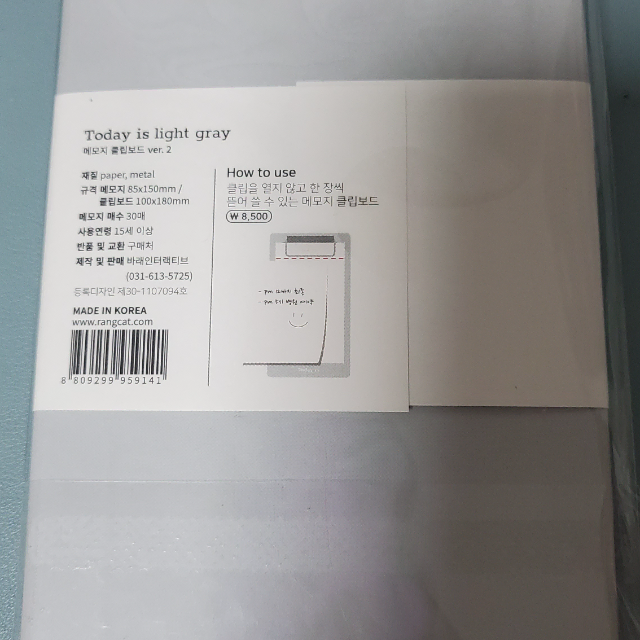 Today is light gray
메모지 클립보드 ver. 2
재질 paper, metal
규격 메모지 85x150mm /
클립보드 100x180mm
메모지 매수 30매
사용연령 15세 이상
반품 및 교환 구매처
제작 및 판매 바래인터랙티브
(031-613-5725)
등록디자인 제30-1107094호
MADE IN KOREA
www.rangcat.com
8 809299 959141
How to use
클립을 열지 않고 한 장씩
뜯어 쓸 수 있는 메모지 클립보드
₩ 8,500